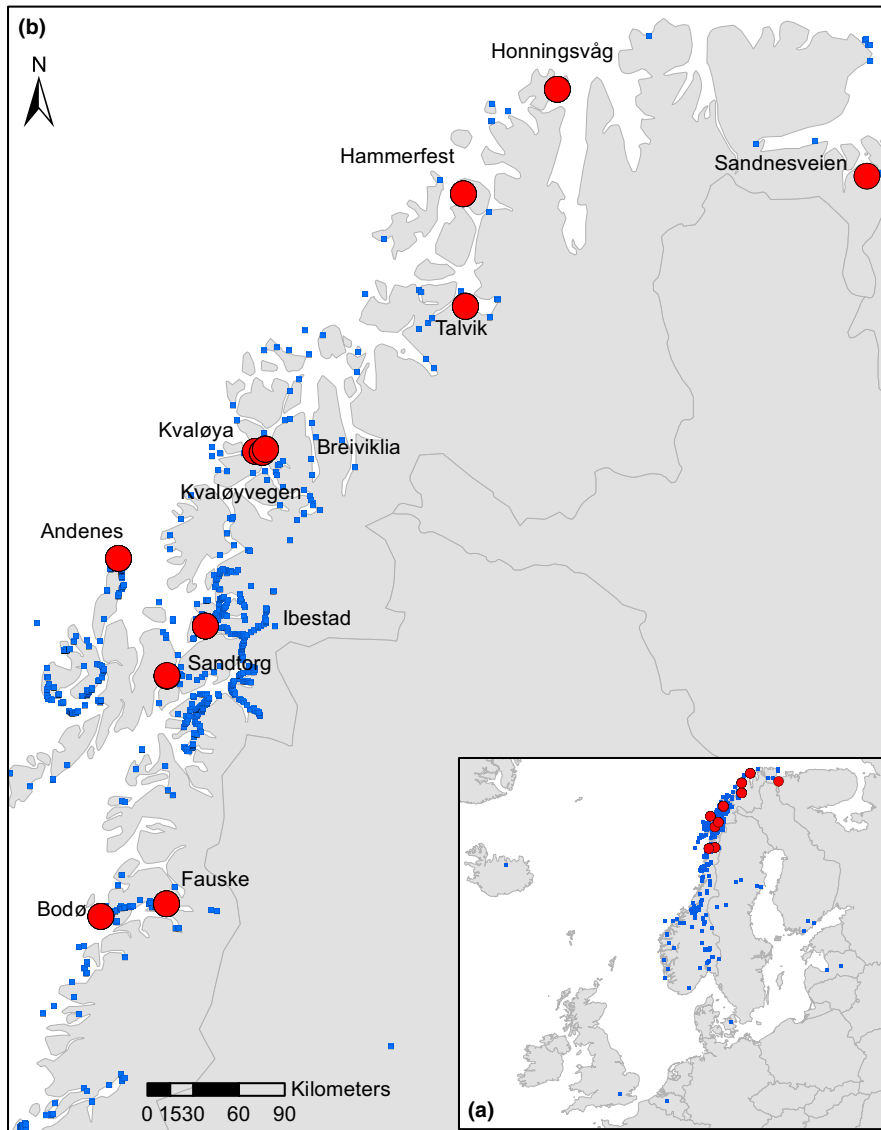 (b)
Honningsvåg
N
Hammerfest
Sandnesveien
Talvik
Kvaløya
Breiviklia
Kvaløyvegen
Andenes
Ibestad
Sandtorg
Fauske
Bodø
Kilometers
0 1530 60 90
(a)